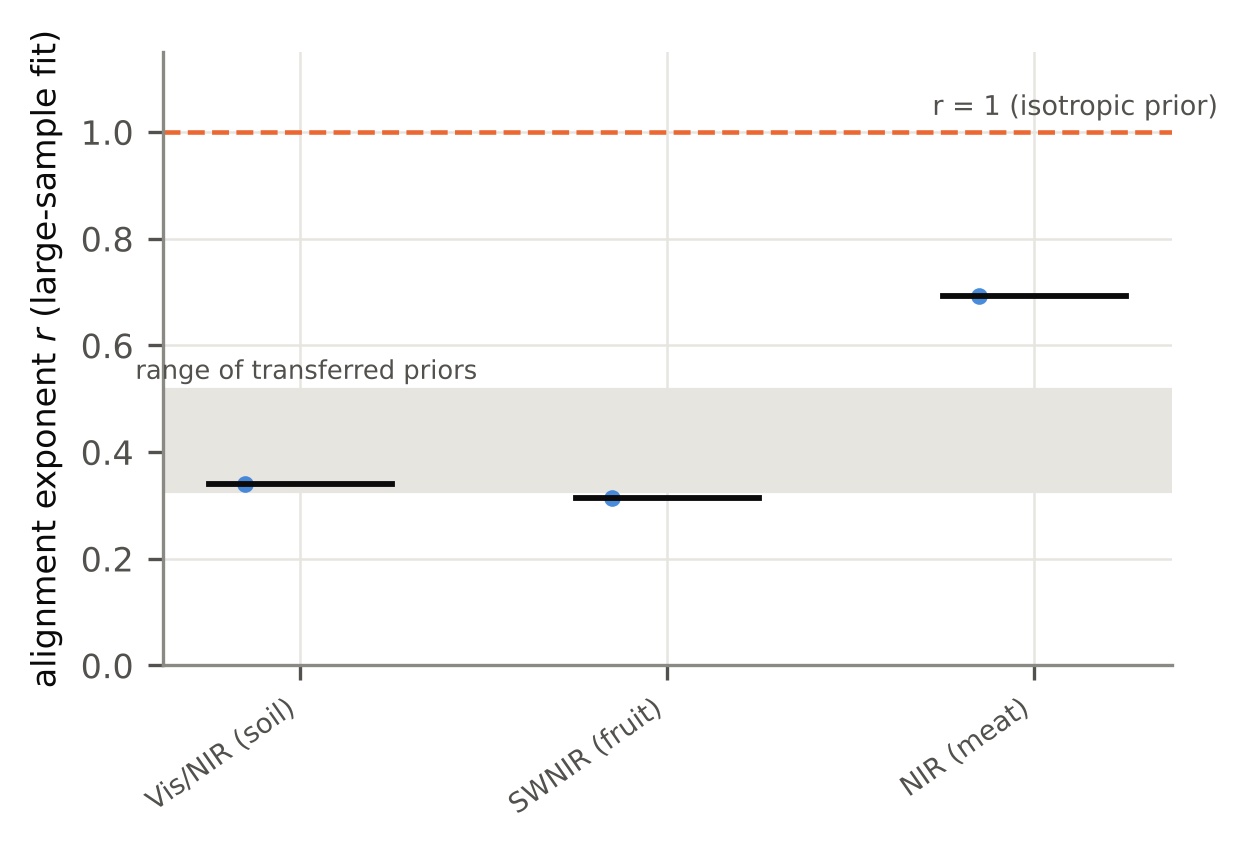 alignment exponent r (large-sample fit)
r = 1 (isotropic prior)
1.0
0.8
0.6
range of transferred priors
0.4
0.2
0.0
Vis/NIR (soil)
SWNIR (fruit)
NIR (meat)